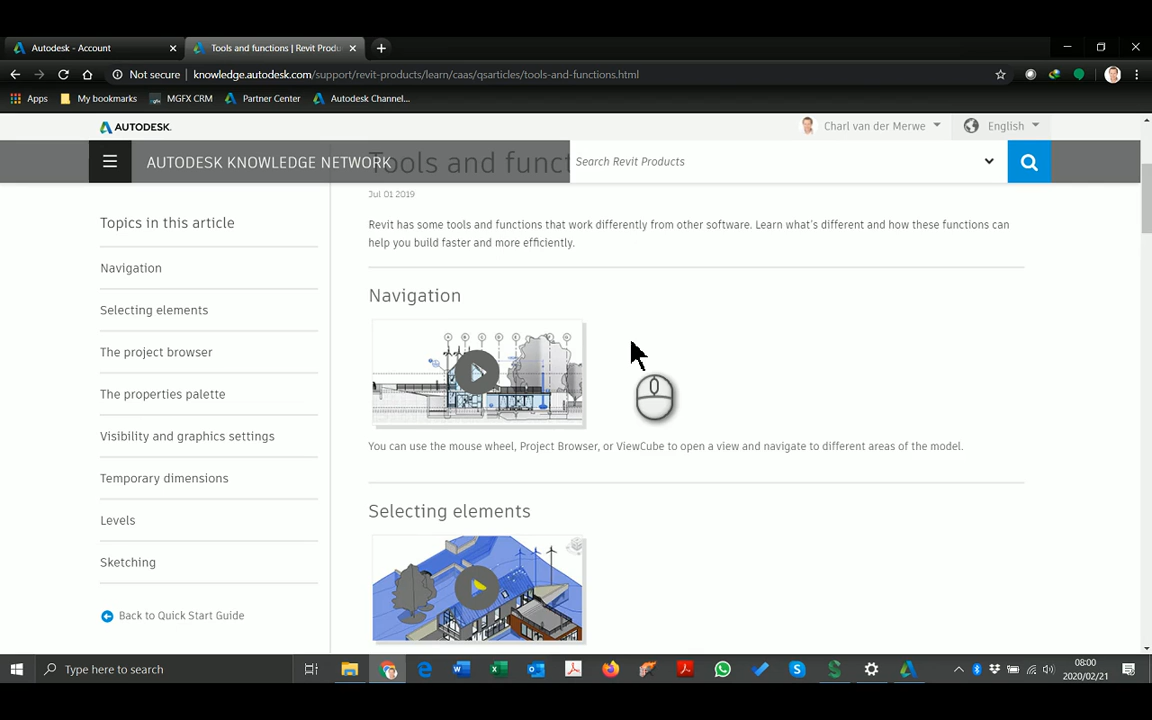 Autodesk - Account
Tools and functions | Revit Produ
Not secure
knowledge.autodesk.com/support/revit-products/learn/caas/qsarticles/tools-and-functions.html
Apps
My bookmarks
MGFX CRM
Partner Center
Autodesk Channel...
AUTODESK.
Charl van der Merwe
English
AUTODESK KNOWLEDGE NETWORK
Tools and funct
Search Revit Products
Jul 01 2019
Topics in this article
Navigation
Selecting elements
The project browser
The properties palette
Visibility and graphics settings
Temporary dimensions
Levels
Sketching
Back to Quick Start Guide
Revit has some tools and functions that work differently from other software. Learn what's different and how these functions can
help you build faster and more efficiently.
Navigation
You can use the mouse wheel, Project Browser, or ViewCube to open a view and navigate to different areas of the model.
Selecting elements
Type here to search
08:00
2020/02/21